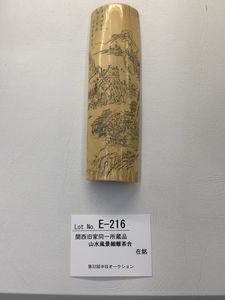 Lot No. E-216
関西旧家同一所蔵品
山水風景細雕茶合
在銘
第32回中日オークション